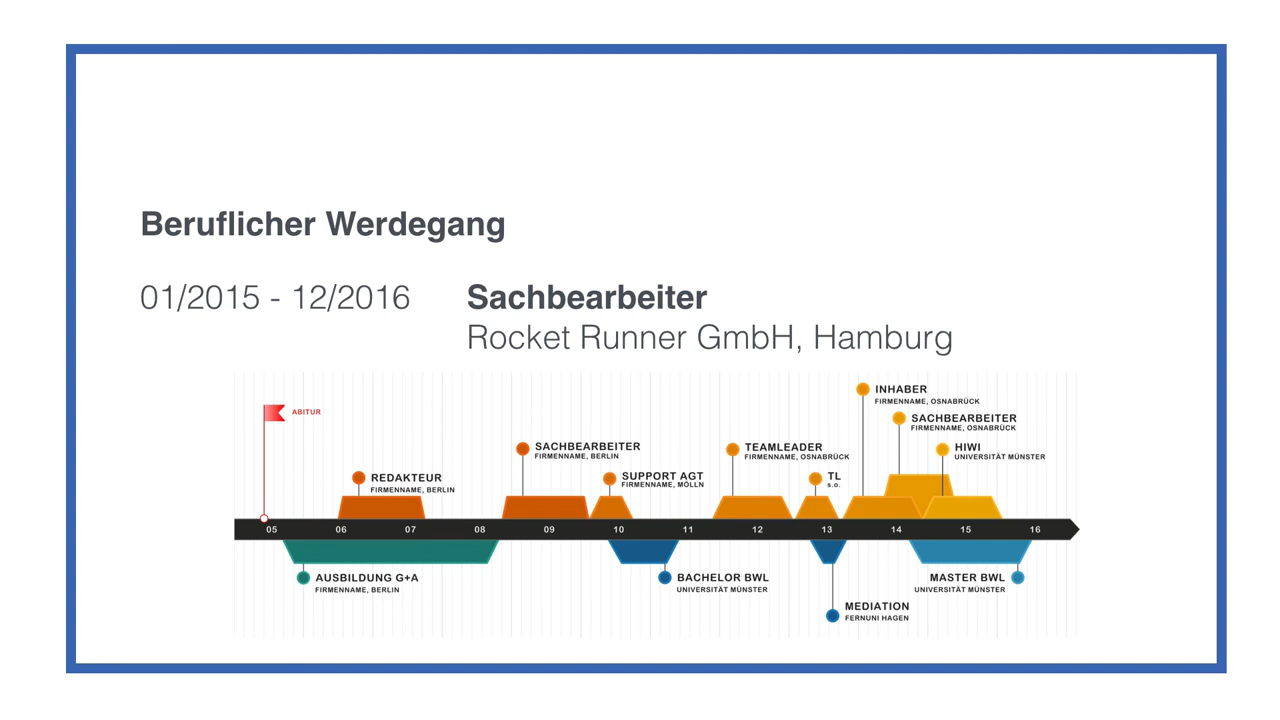 Beruflicher Werdegang
01/2015 - 12/2016 Sachbearbeiter
Rocket Runner GmbH, Hamburg
INHABER
FIRMENNAME, OSNABRÜCK
ABITUR
SACHBEARBEITER
FIRMENNAME, OSNABRÜCK
SACHBEARBEITER
FIRMENNAME, BERLIN
TEAMLEADER
FIRMENNAME, OSNABRÜCK
HIWI
UNIVERSITÄT MÜNSTER
REDAKTEUR
FIRMENNAME, BERLIN
SUPPORT AGT
FIRMENNAME, MÖLLN
TL
s.o.
05 06 07 08 09 10 11 12 13 14 15 16
AUSBILDUNG G+A
FIRMENNAME, BERLIN
BACHELOR BWL
UNIVERSITÄT MÜNSTER
MASTER BWL
UNIVERSITÄT MÜNSTER
MEDIATION
FERNUNI HAGEN